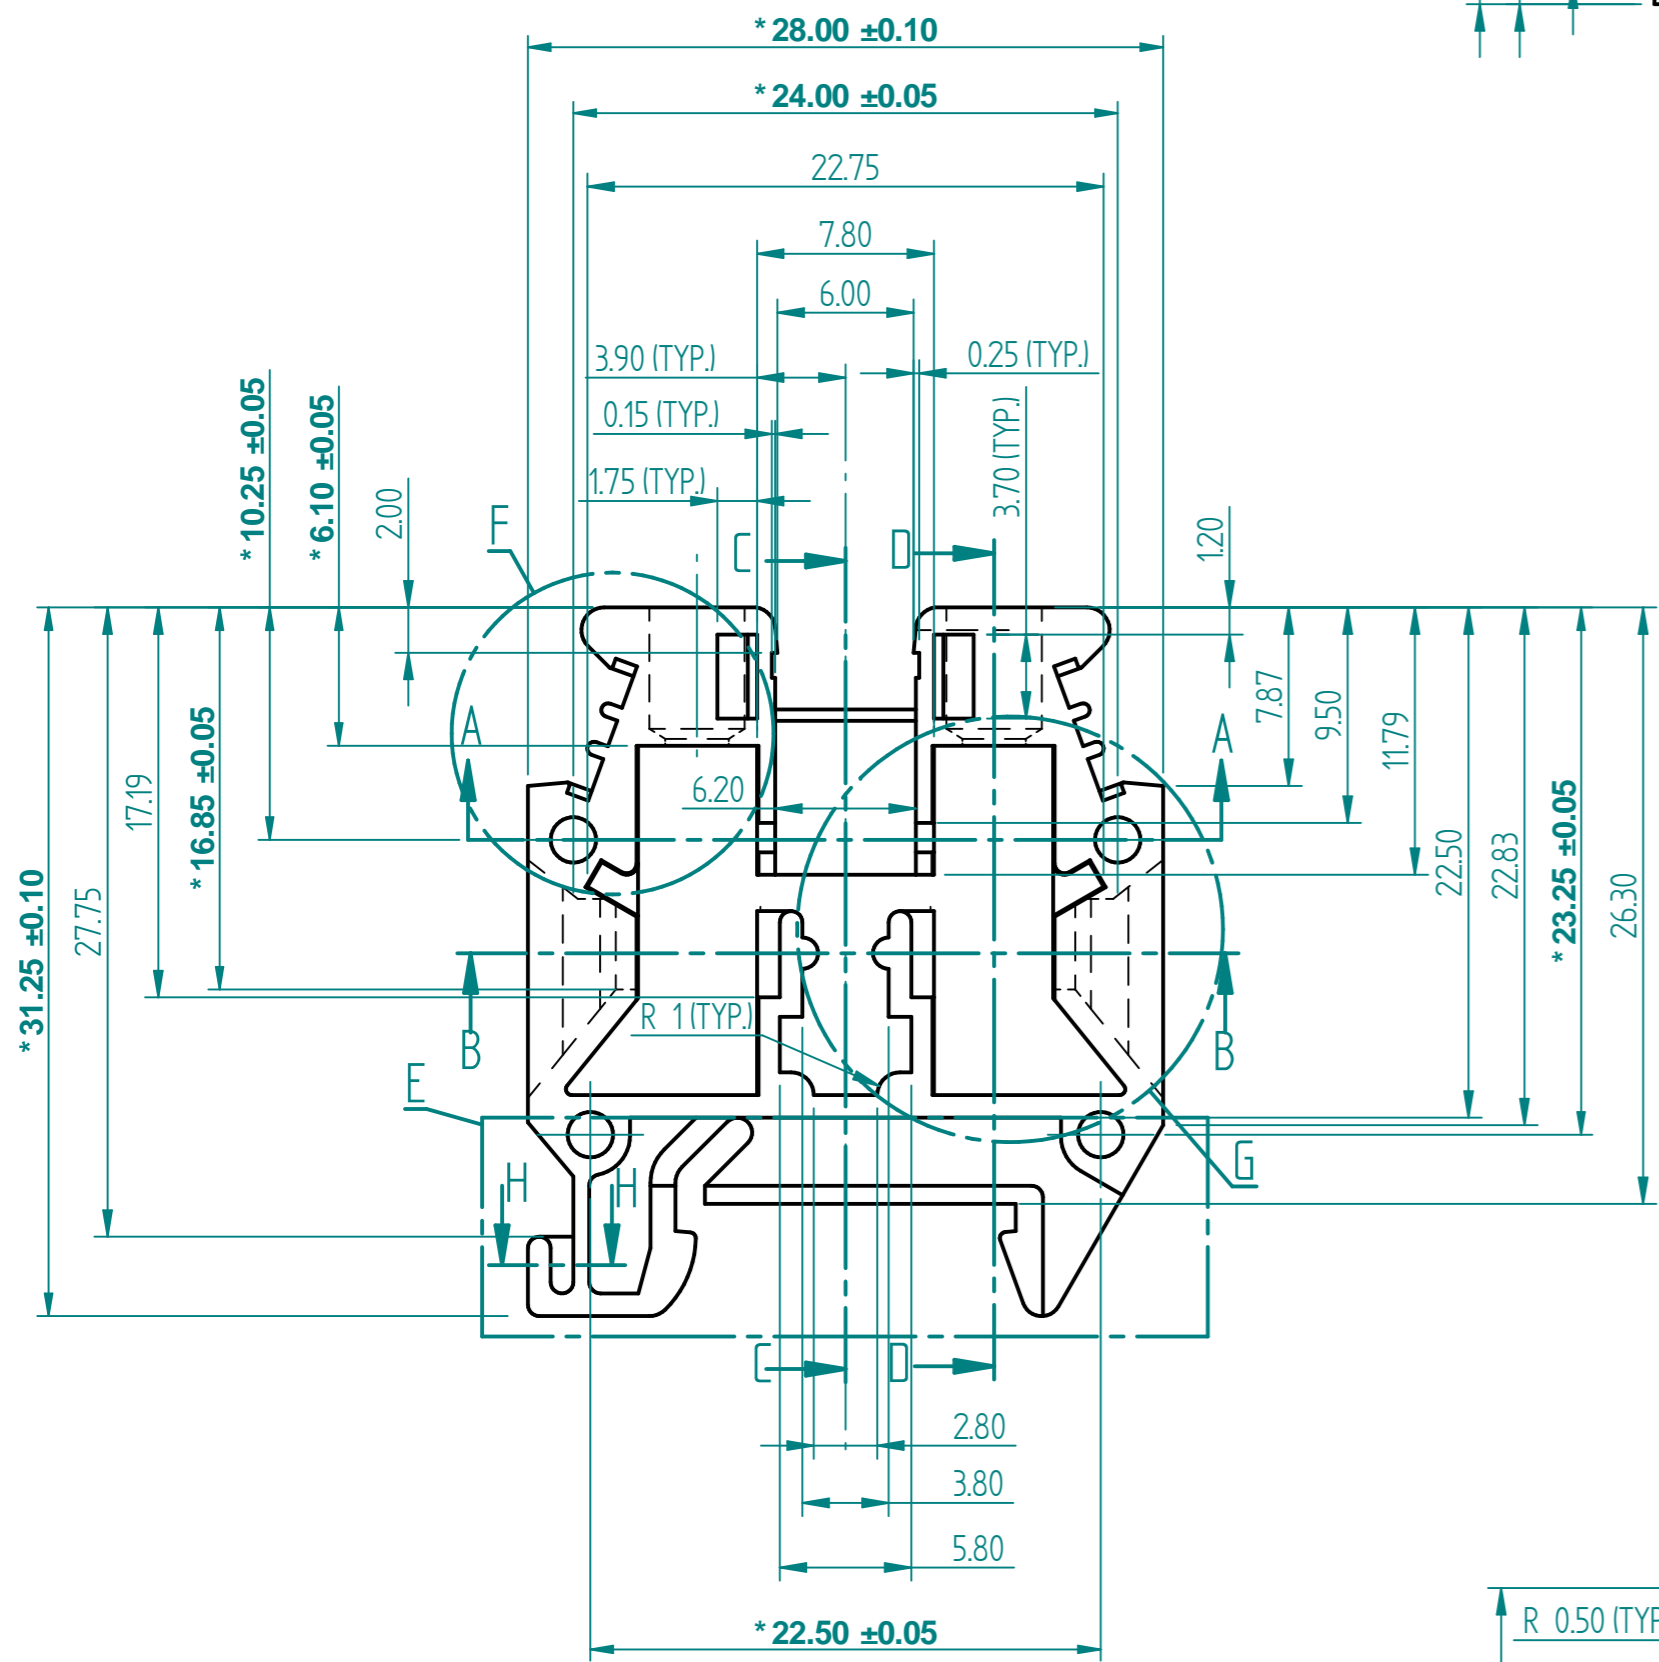 * 28.00 ±0.10
* 24.00 ±0.05
22.75
7.80
6.00
3.90 (TYP.)
0.25 (TYP.)
0.15 (TYP.)
1.75 (TYP.)
3.70 (TYP.)
* 10.25 ±0.05
* 6.10 ±0.05
2.00
F
C
D
1.20
A
A
7.87
9.50
11.79
6.20
17.19
* 16.85 ±0.05
22.50
22.83
* 23.25 ±0.05
26.30
* 31.25 ±0.10
27.75
R 1 (TYP.)
B
B
E
G
H
H
C
D
2.80
3.80
5.80
* 22.50 ±0.05
R 0.50 (TYP